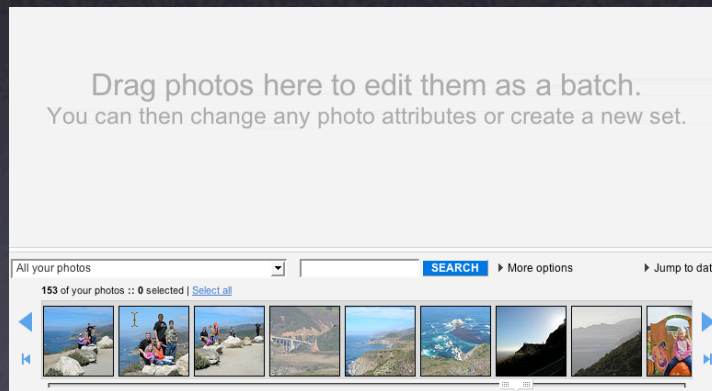 Drag photos here to edit them as a batch.
You can then change any photo attributes or create a new set.
All your photos SEARCH More options Jump to dat
153 of your photos :: 0 selected | Select all